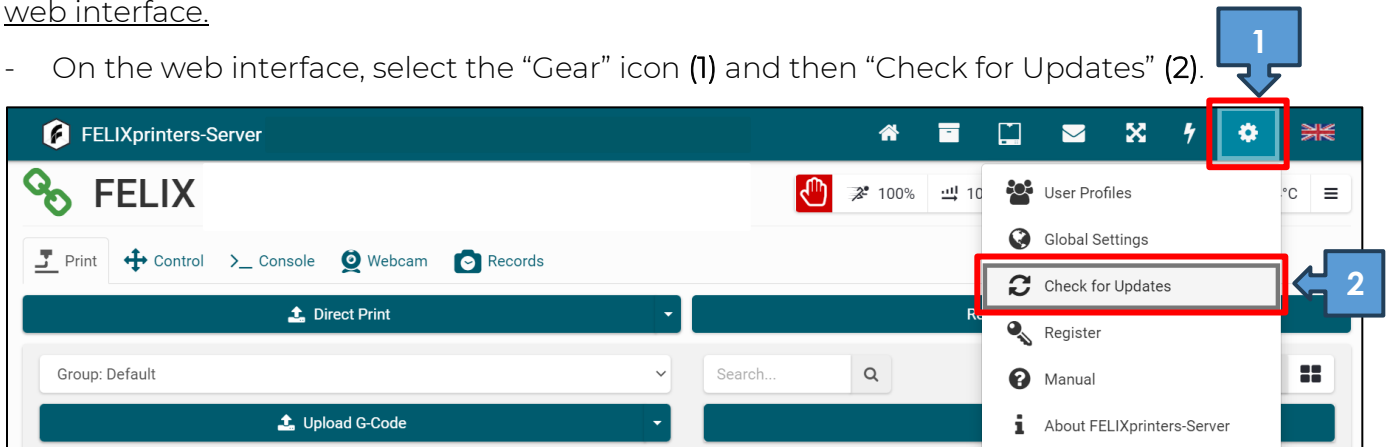 web interface.
- On the web interface, select the “Gear” icon (1) and then “Check for Updates” (2).
1
FELIXprinters-Server
FELIX
100%
10
°C
User Profiles
Global Settings
Check for Updates
2
Register
Manual
About FELIXprinters-Server
Print Control >_ Console Webcam Records
Direct Print
Group: Default
Search...
Upload G-Code